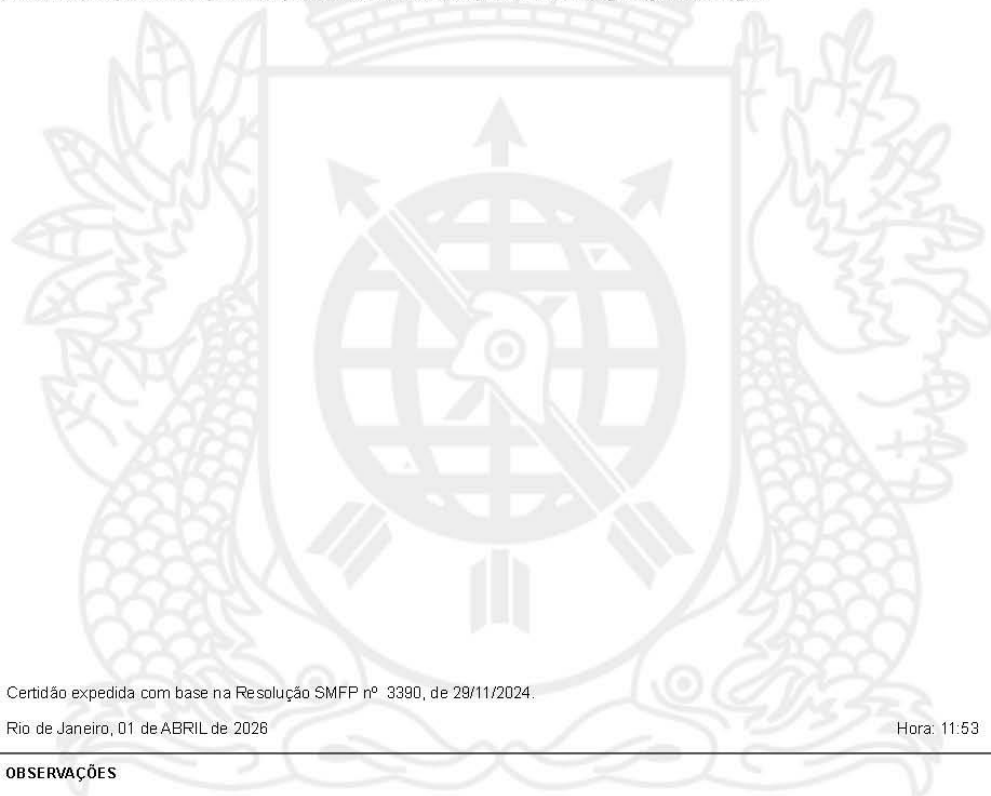 Certidão expedida com base na Resolução SMFP nº 3390, de 29/11/2024.
Rio de Janeiro, 01 de ABRIL de 2026 Hora: 11:53
OBSERVAÇÕES